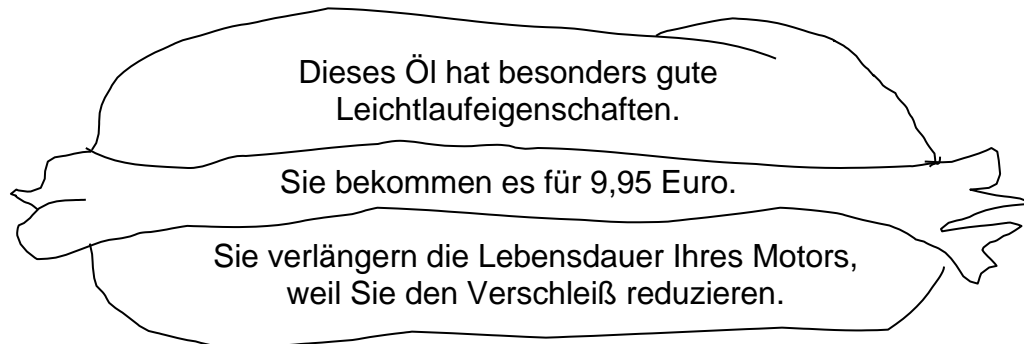 Dieses Öl hat besonders gute
Leichtlaufeigenschaften.
Sie bekommen es für 9,95 Euro.
Sie verlängern die Lebensdauer Ihres Motors,
weil Sie den Verschleiß reduzieren.